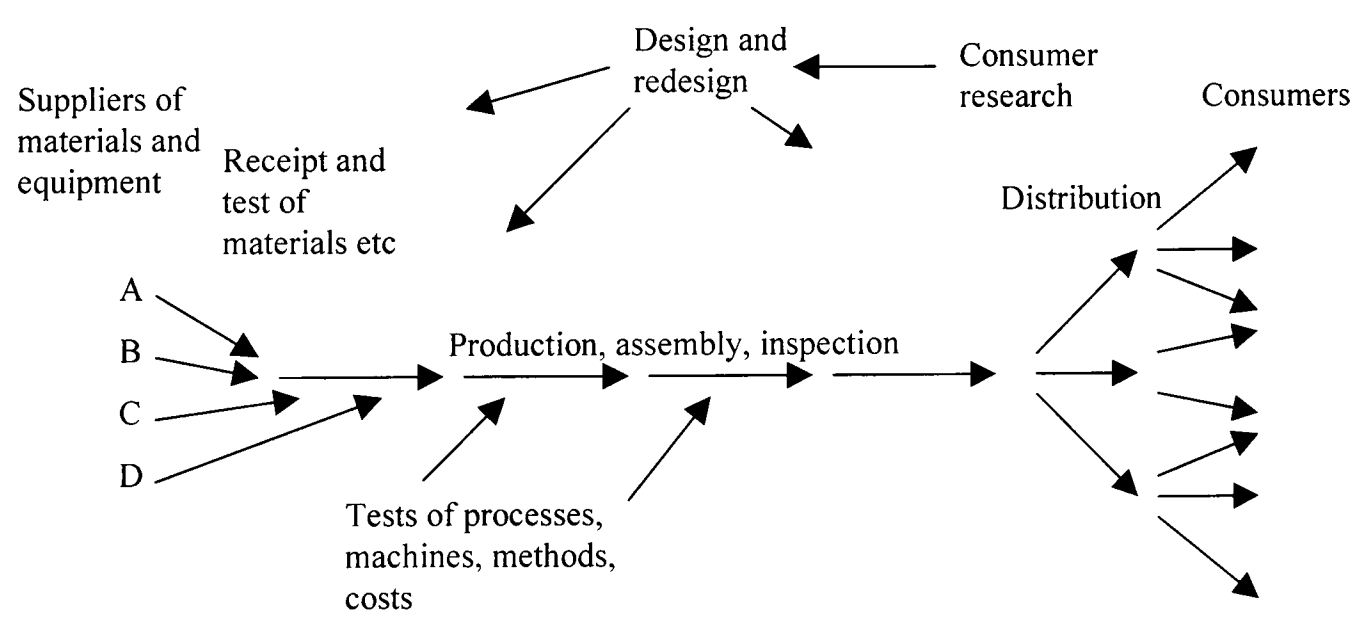 Design and
redesign
Consumer
research
Consumers
Suppliers of
materials and
equipment
Receipt and
test of
materials etc
Distribution
A
B
C
D
Production, assembly, inspection
Tests of processes,
machines, methods,
costs